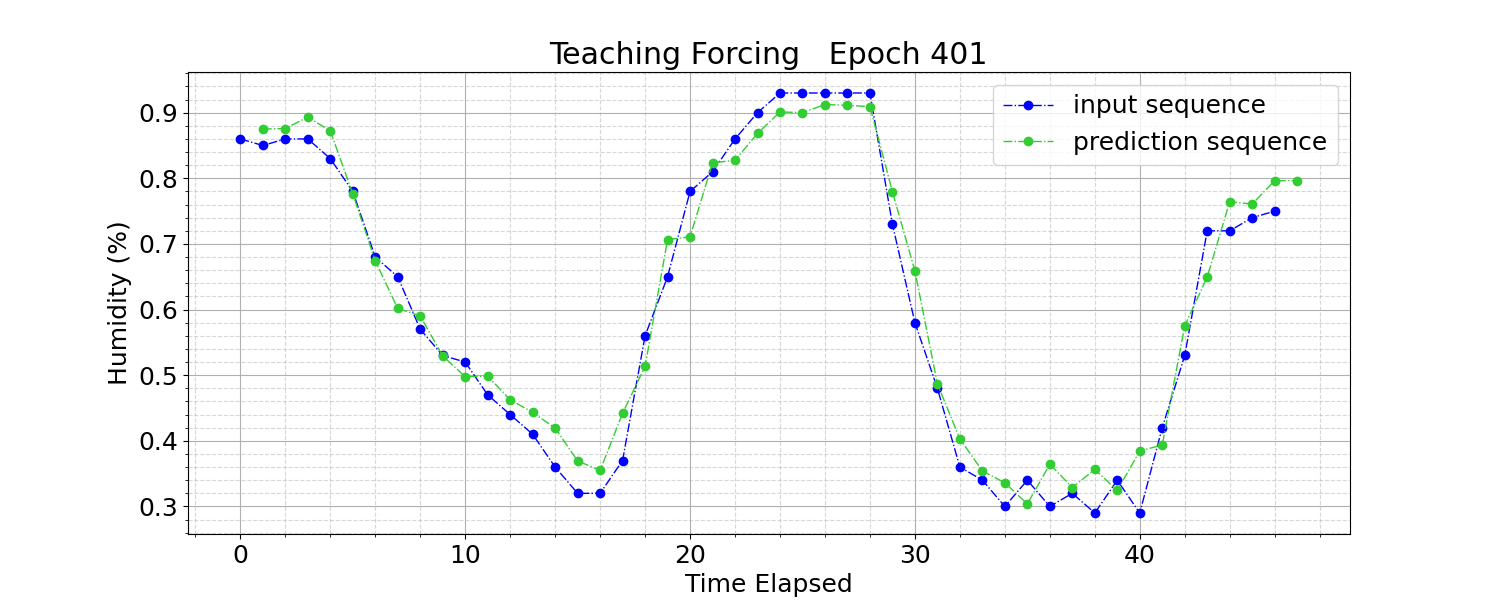 Teaching Forcing   Epoch 401
input sequence
prediction sequence
Humidity (%)
0.9
0.8
0.7
0.6
0.5
0.4
0.3
0 10 20 30 40
Time Elapsed